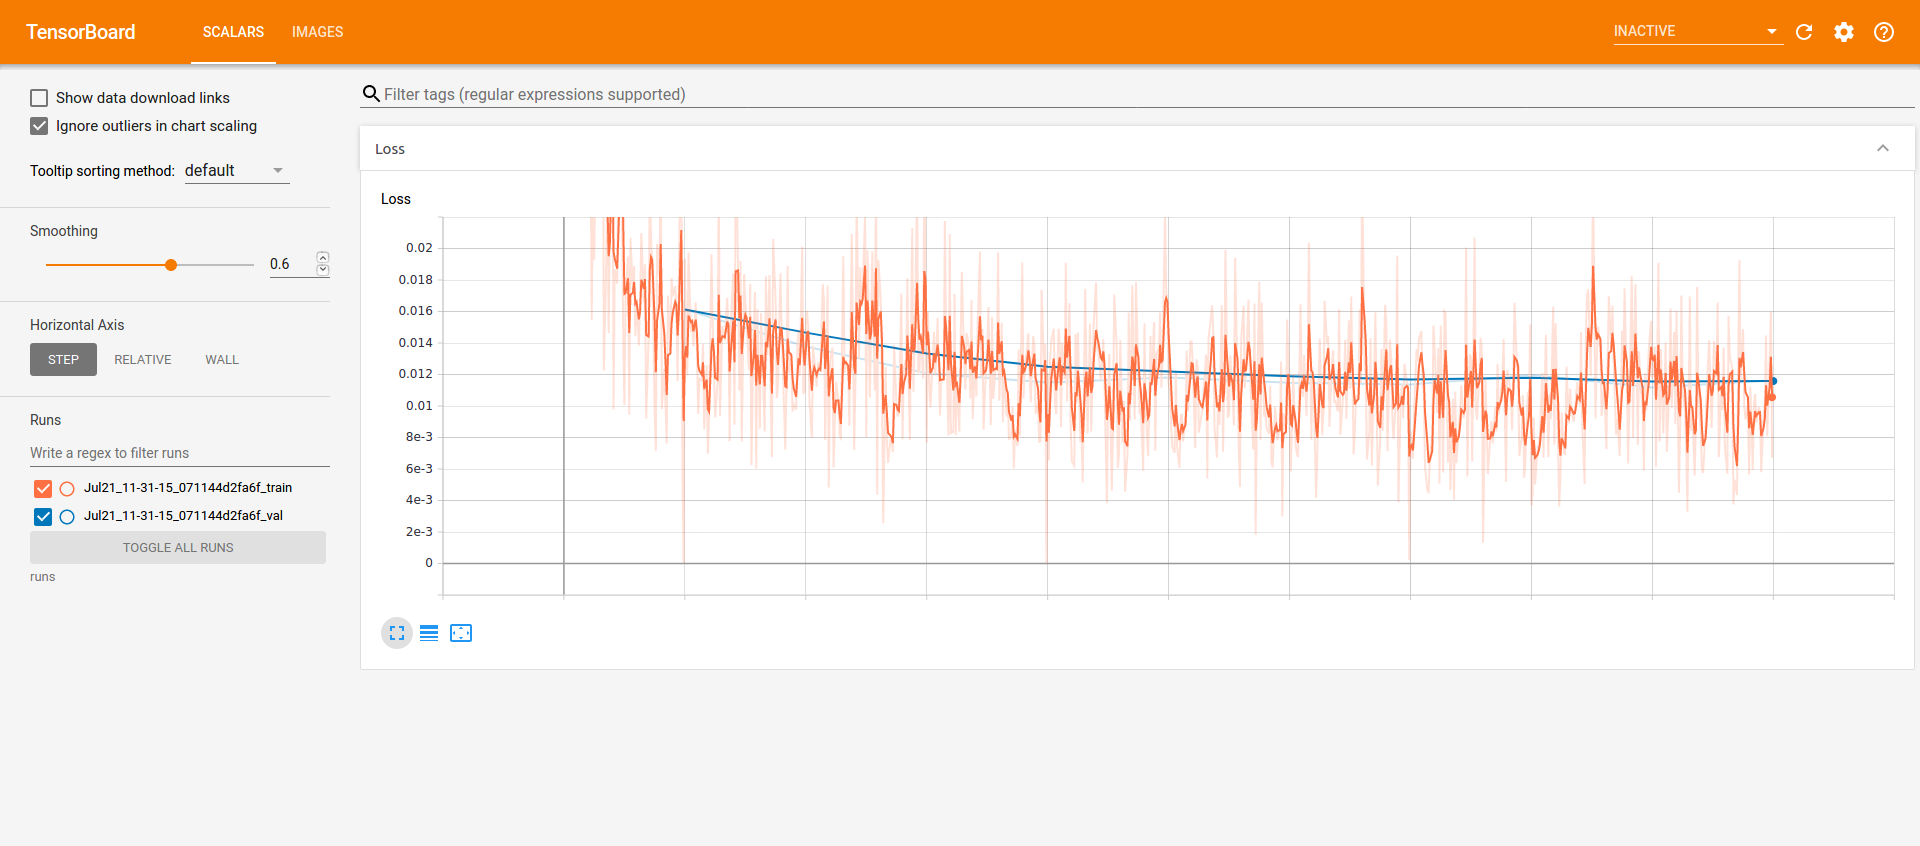 TensorBoard
SCALARS
IMAGES
INACTIVE
Show data download links
Ignore outliers in chart scaling
Tooltip sorting method: default
Smoothing
0.6
Horizontal Axis
STEP
RELATIVE
WALL
Runs
Write a regex to filter runs
Jul21_11-31-15_071144d2fa6f_train
Jul21_11-31-15_071144d2fa6f_val
TOGGLE ALL RUNS
runs
Filter tags (regular expressions supported)
Loss
Loss
0.02
0.018
0.016
0.014
0.012
0.01
8e-3
6e-3
4e-3
2e-3
0